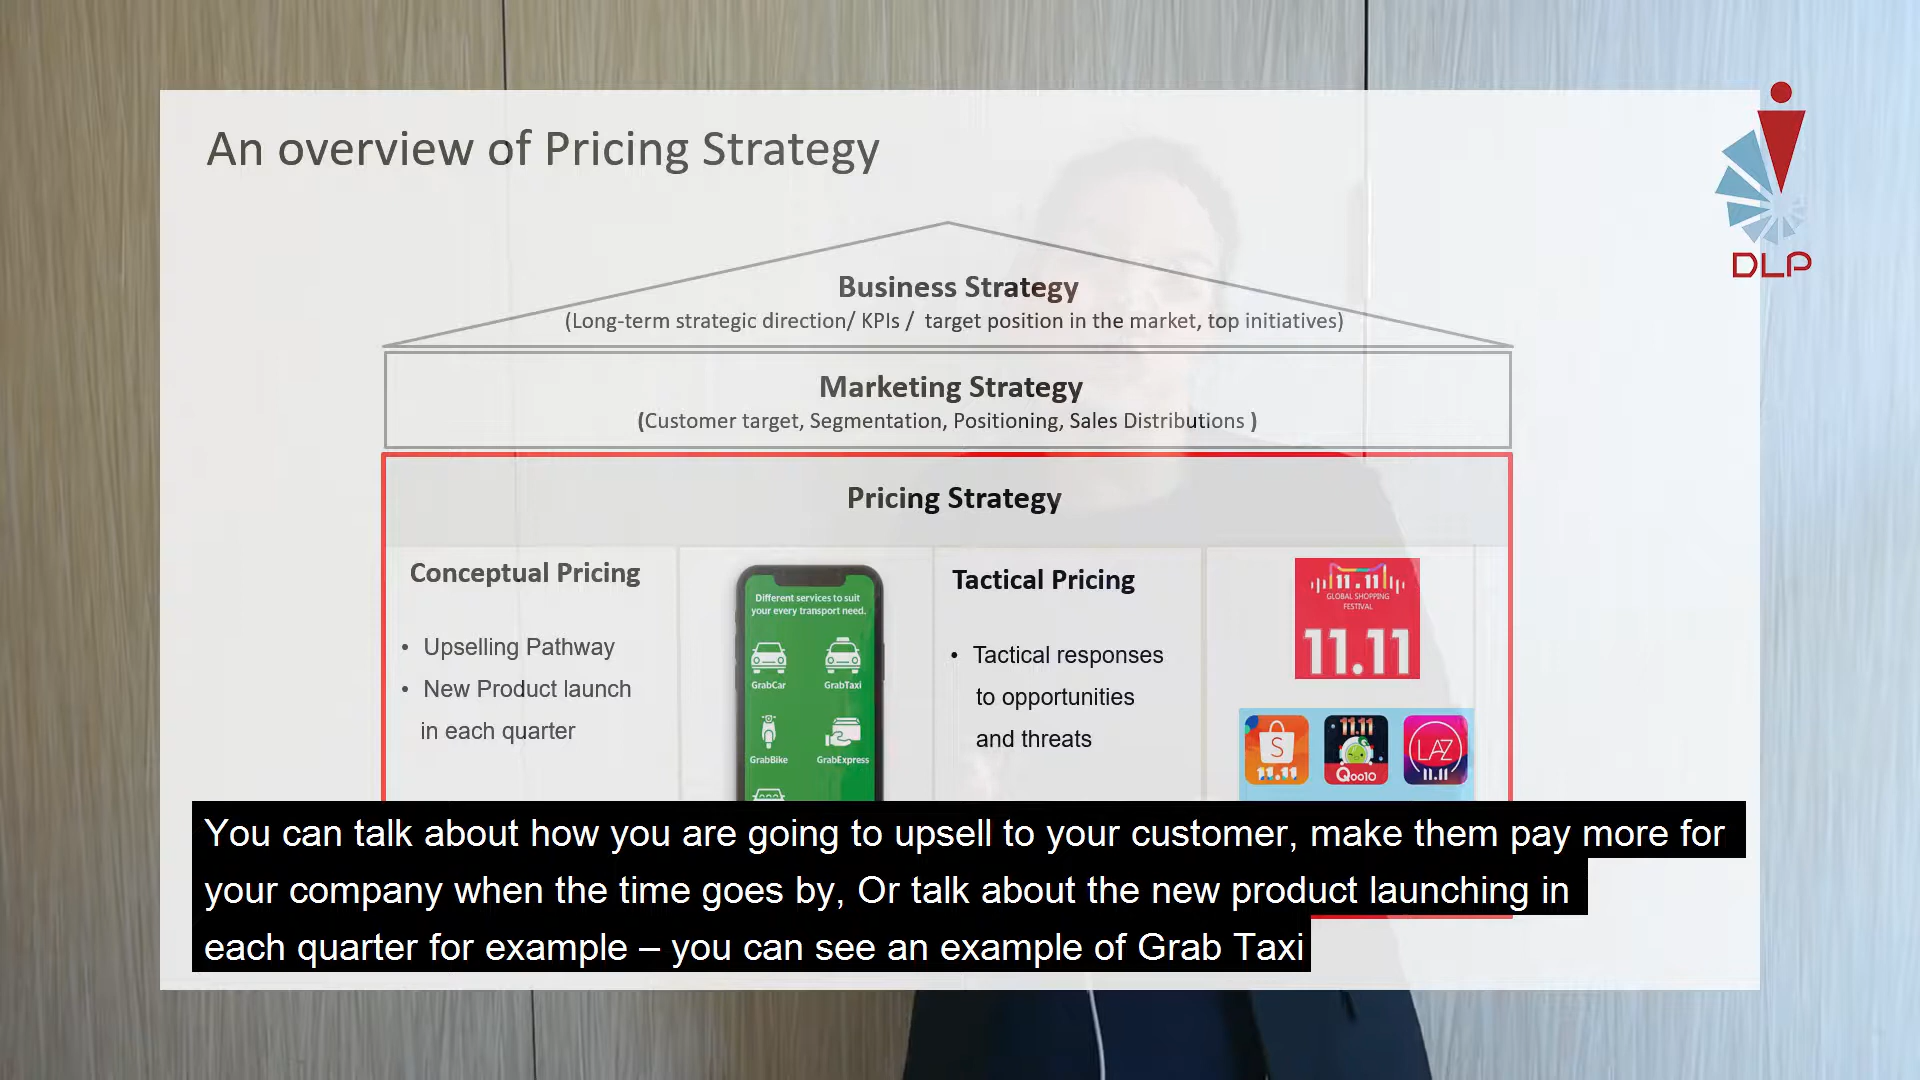 An overview of Pricing Strategy
DLP
Business Strategy
(Long-term strategic direction/ KPIs / target position in the market, top initiatives)
Marketing Strategy
(Customer target, Segmentation, Positioning, Sales Distributions )
Pricing Strategy
Conceptual Pricing
• Upselling Pathway
• New Product launch
in each quarter
Different services to suit
your every transport need.
GrabCar GrabTaxi
GrabBike GrabExpress
Tactical Pricing
• Tactical responses
to opportunities
and threats
11.11
GLOBAL SHOPPING
FESTIVAL
11.11
S
11.11
11.11
Qoo10
LAZ
11.11
You can talk about how you are going to upsell to your customer, make them pay more for
your company when the time goes by, Or talk about the new product launching in
each quarter for example – you can see an example of Grab Taxi